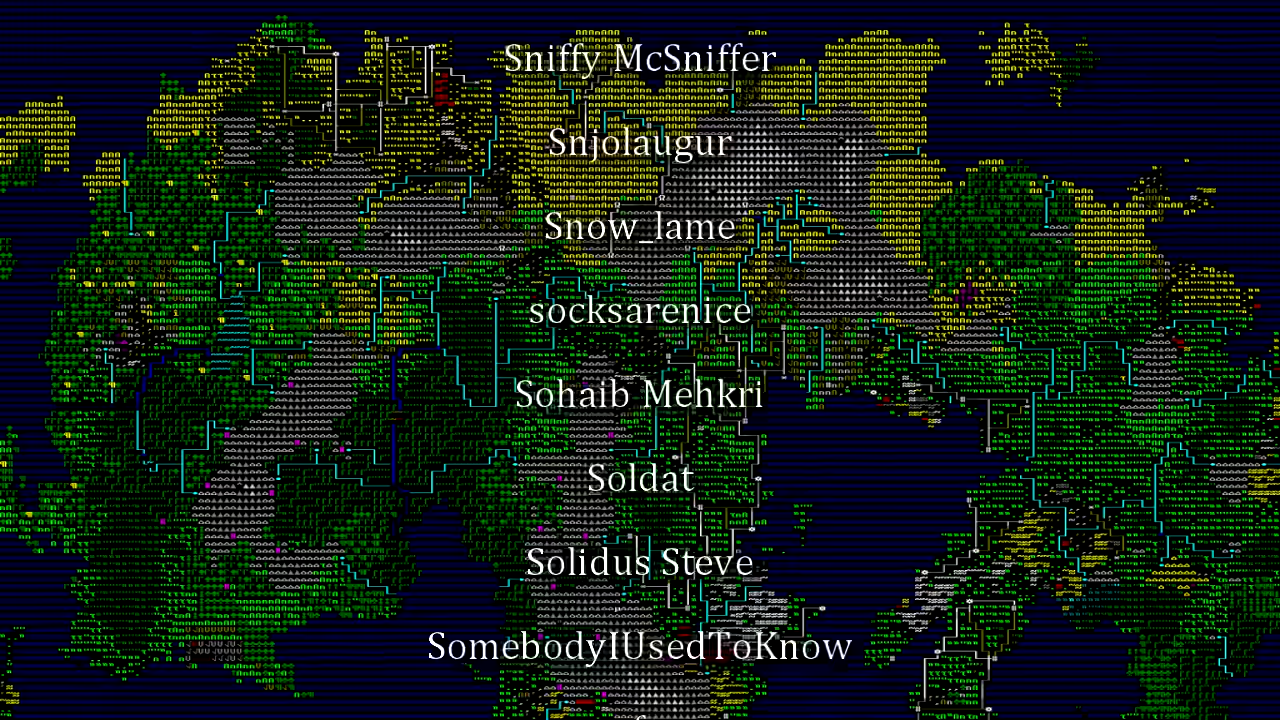 Sniffy McSniffer
Snjolaugur
Snow_lame
socksarenice
Sohaib Mehkri
Soldat
Solidus Steve
SomebodyIUsedToKnow